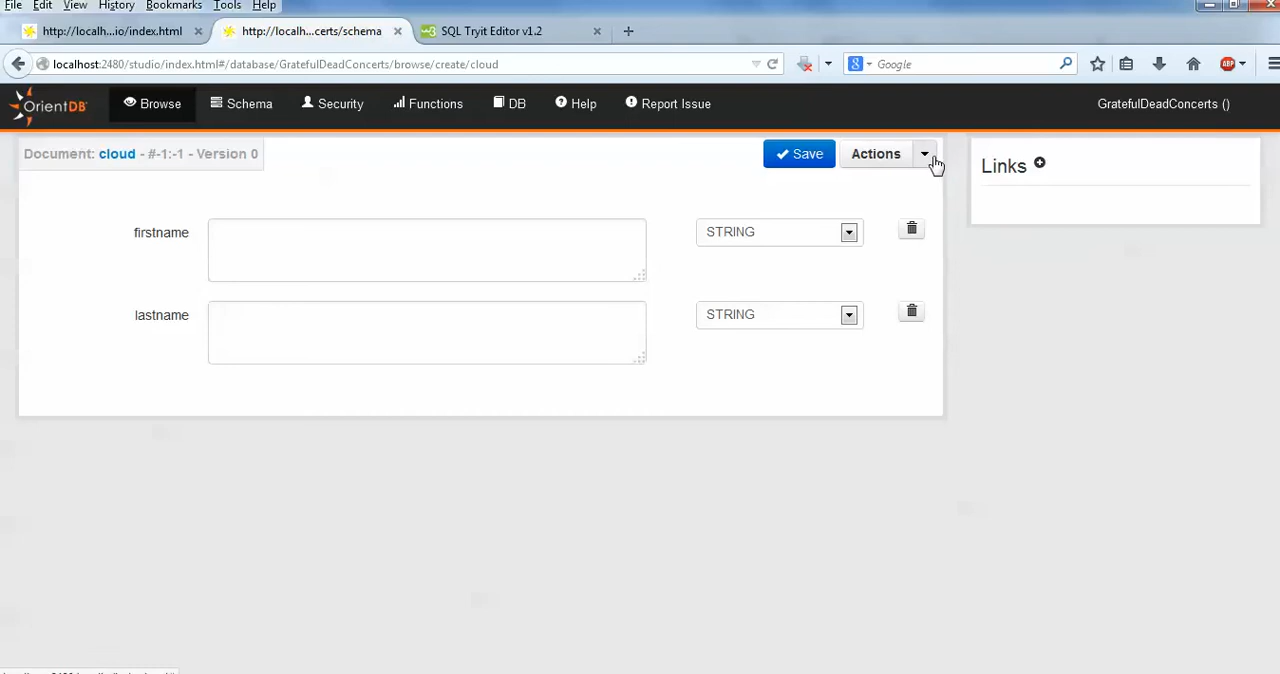 File Edit View History Bookmarks Tools Help
http://localh...io/index.html × http://localh...certs/schema × SQL Tryit Editor v1.2 × +
localhost:2480/studio/index.html#/database/GratefulDeadConcerts/browse/create/cloud 8 Google ABP
OrientDB Browse Schema Security Functions DB Help Report Issue GratefulDeadConcerts ()
Document: cloud - #-1:-1 - Version 0 Save Actions
Links
firstname STRING
lastname STRING